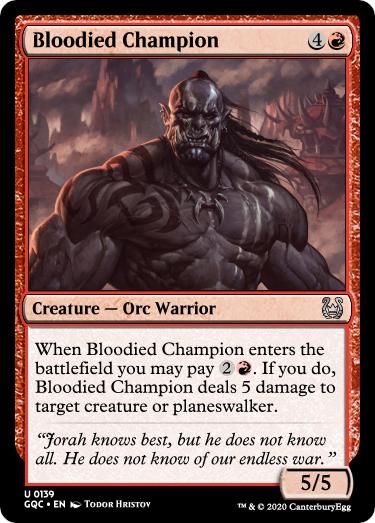 Bloodied Champion 4
Creature — Orc Warrior
When Bloodied Champion enters the
battlefield you may pay 2 . If you do,
Bloodied Champion deals 5 damage to
target creature or planeswalker.
“Jorah knows best, but he does not know
all. He does not know of our endless war.”
5/5
U 0139
GQC • EN Todor Hristov
™ & © 2020 CanterburyEgg